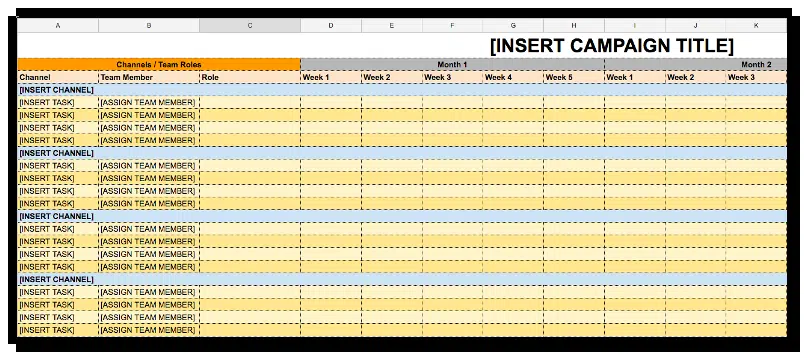 A B C D E F G H I J K
[INSERT CAMPAIGN TITLE]
Channels / Team Roles Month 1 Month 2
Channel Team Member Role Week 1 Week 2 Week 3 Week 4 Week 5 Week 1 Week 2 Week 3
[INSERT CHANNEL]
[INSERT TASK] [ASSIGN TEAM MEMBER]
[INSERT TASK] [ASSIGN TEAM MEMBER]
[INSERT TASK] [ASSIGN TEAM MEMBER]
[INSERT TASK] [ASSIGN TEAM MEMBER]
[INSERT CHANNEL]
[INSERT TASK] [ASSIGN TEAM MEMBER]
[INSERT TASK] [ASSIGN TEAM MEMBER]
[INSERT TASK] [ASSIGN TEAM MEMBER]
[INSERT TASK] [ASSIGN TEAM MEMBER]
[INSERT CHANNEL]
[INSERT TASK] [ASSIGN TEAM MEMBER]
[INSERT TASK] [ASSIGN TEAM MEMBER]
[INSERT TASK] [ASSIGN TEAM MEMBER]
[INSERT TASK] [ASSIGN TEAM MEMBER]
[INSERT CHANNEL]
[INSERT TASK] [ASSIGN TEAM MEMBER]
[INSERT TASK] [ASSIGN TEAM MEMBER]
[INSERT TASK] [ASSIGN TEAM MEMBER]
[INSERT TASK] [ASSIGN TEAM MEMBER]